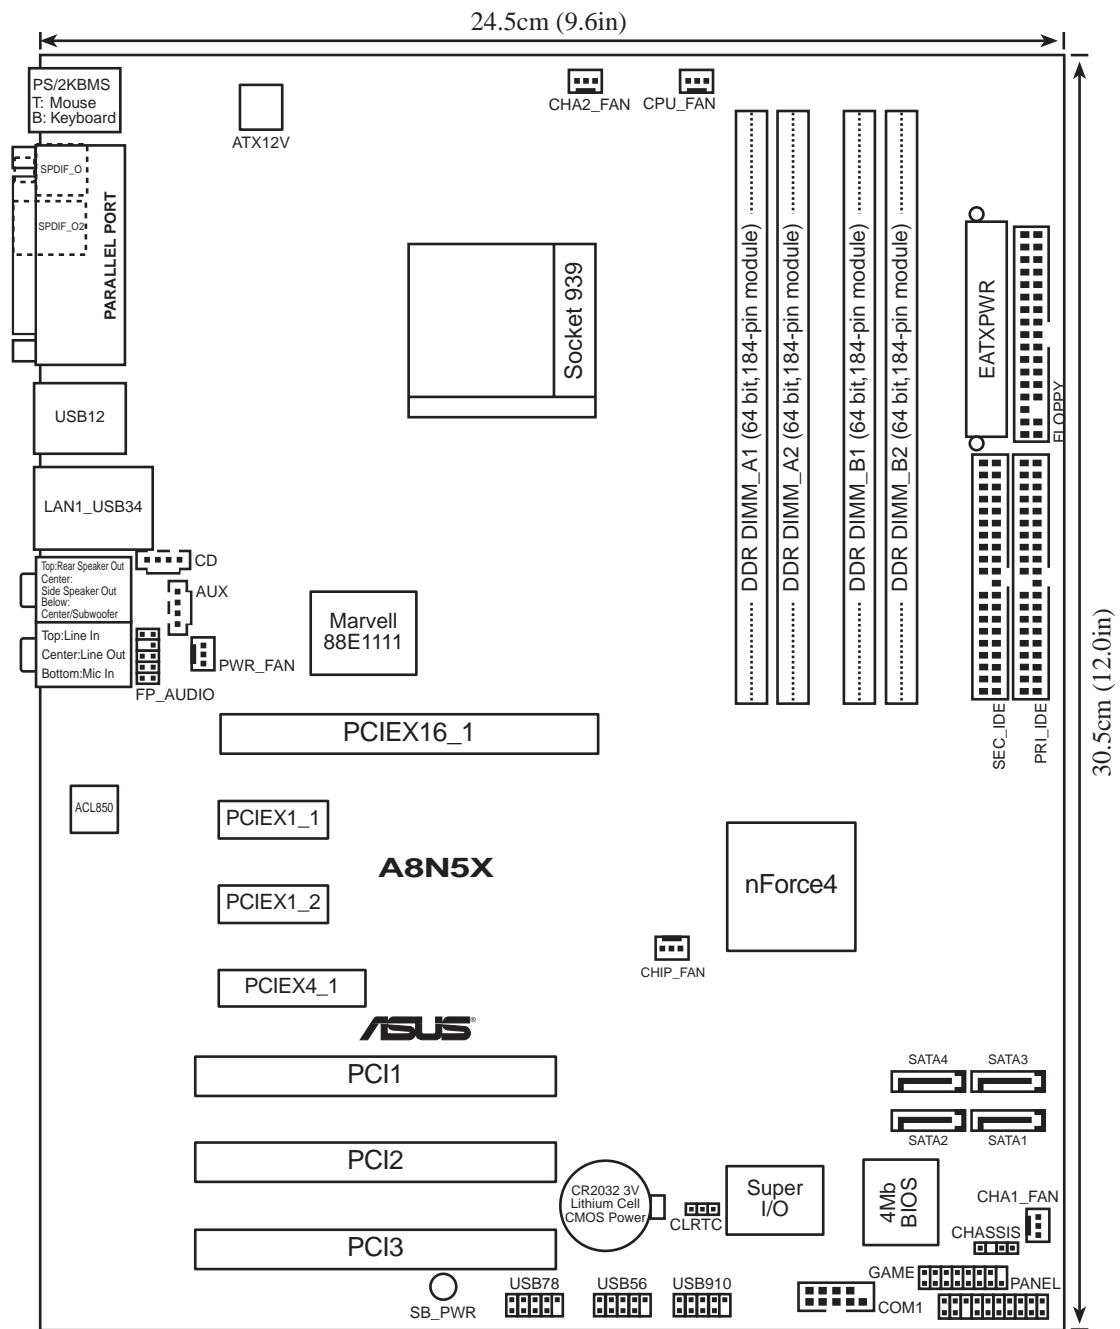 24.5cm (9.6in)
PS/2KBMS
T: Mouse
B: Keyboard
ATX12V
CHA2_FAN
CPU_FAN
SPDIF_O
SPDIF_O2
PARALLEL PORT
Socket 939
DDR DIMM_A1 (64 bit,184-pin module)
DDR DIMM_A2 (64 bit,184-pin module)
DDR DIMM_B1 (64 bit,184-pin module)
DDR DIMM_B2 (64 bit,184-pin module)
EATXPWR
FLOPPY
USB12
LAN1_USB34
CD
Top:Rear Speaker Out
Center:
Side Speaker Out
Below:
Center/Subwoofer
AUX
Top:Line In
Center:Line Out
Bottom:Mic In
FP_AUDIO
PWR_FAN
Marvell
88E1111
SEC_IDE
PRI_IDE
30.5cm (12.0in)
PCIEX16_1
ACL850
PCIEX1_1
A8N5X
nForce4
PCIEX1_2
CHIP_FAN
PCIEX4_1
ASUS®
PCI1
SATA4
SATA3
SATA2
SATA1
PCI2
CR2032 3V
Lithium Cell
CMOS Power
CLRTC
Super
I/O
4Mb
BIOS
CHA1_FAN
CHASSIS
PCI3
SB_PWR
USB78
USB56
USB910
COM1
GAME
PANEL